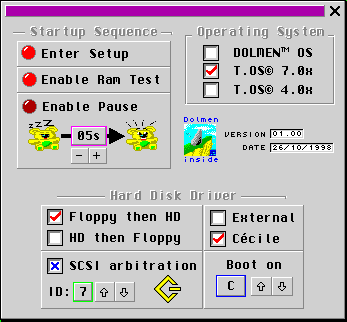 Startup Sequence
Enter Setup
Enable Ram Test
Enable Pause
zzz
05s
− +
Operating System
DOLMEN™ OS
T.OS© 7.0x
T.OS© 4.0x
Dolmen
inside
VERSION 01.00
DATE 26/10/1998
Hard Disk Driver
Floppy then HD
HD then Floppy
SCSI arbitration
ID: 7
External
Cécile
Boot on
C